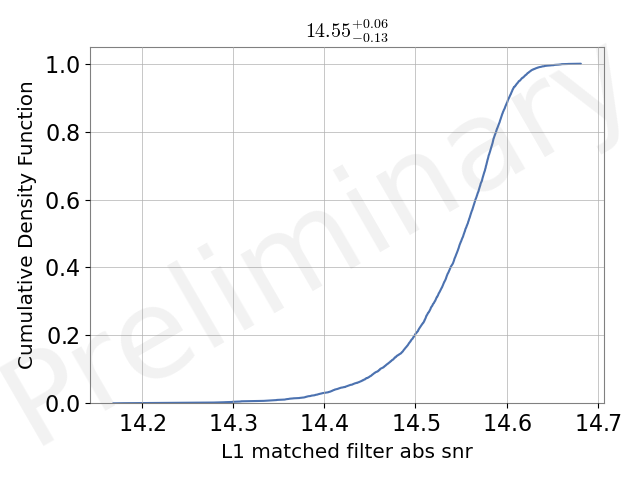 14.55+0.06−0.13
1.0
0.8
0.6
0.4
0.2
0.0
Cumulative Density Function
Preliminary
14.2 14.3 14.4 14.5 14.6 14.7
L1 matched filter abs snr